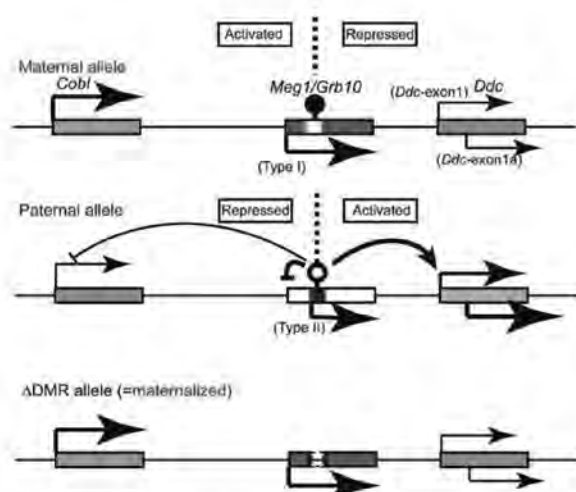 Activated Repressed
Maternal allele
Cobl Meg1/Grb10 (Ddc-exon1) Ddc
(Type I) (Ddc-exon1a)
Paternal allele Repressed Activated
(Type II)
ΔDMR allele (=maternalized)